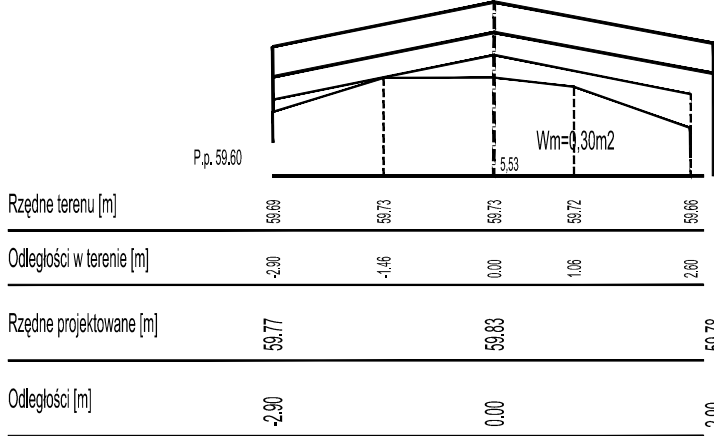 Wm=0,30m2
P.p. 59.60
5,53
Rzędne terenu [m] 59.69 59.73 59.73 59.72 59.66
Odległości w terenie [m] -2.90 -1.46 0.00 1.06 2.60
Rzędne projektowane [m] 59.77 59.83
Odległości [m] -2.90 0.00